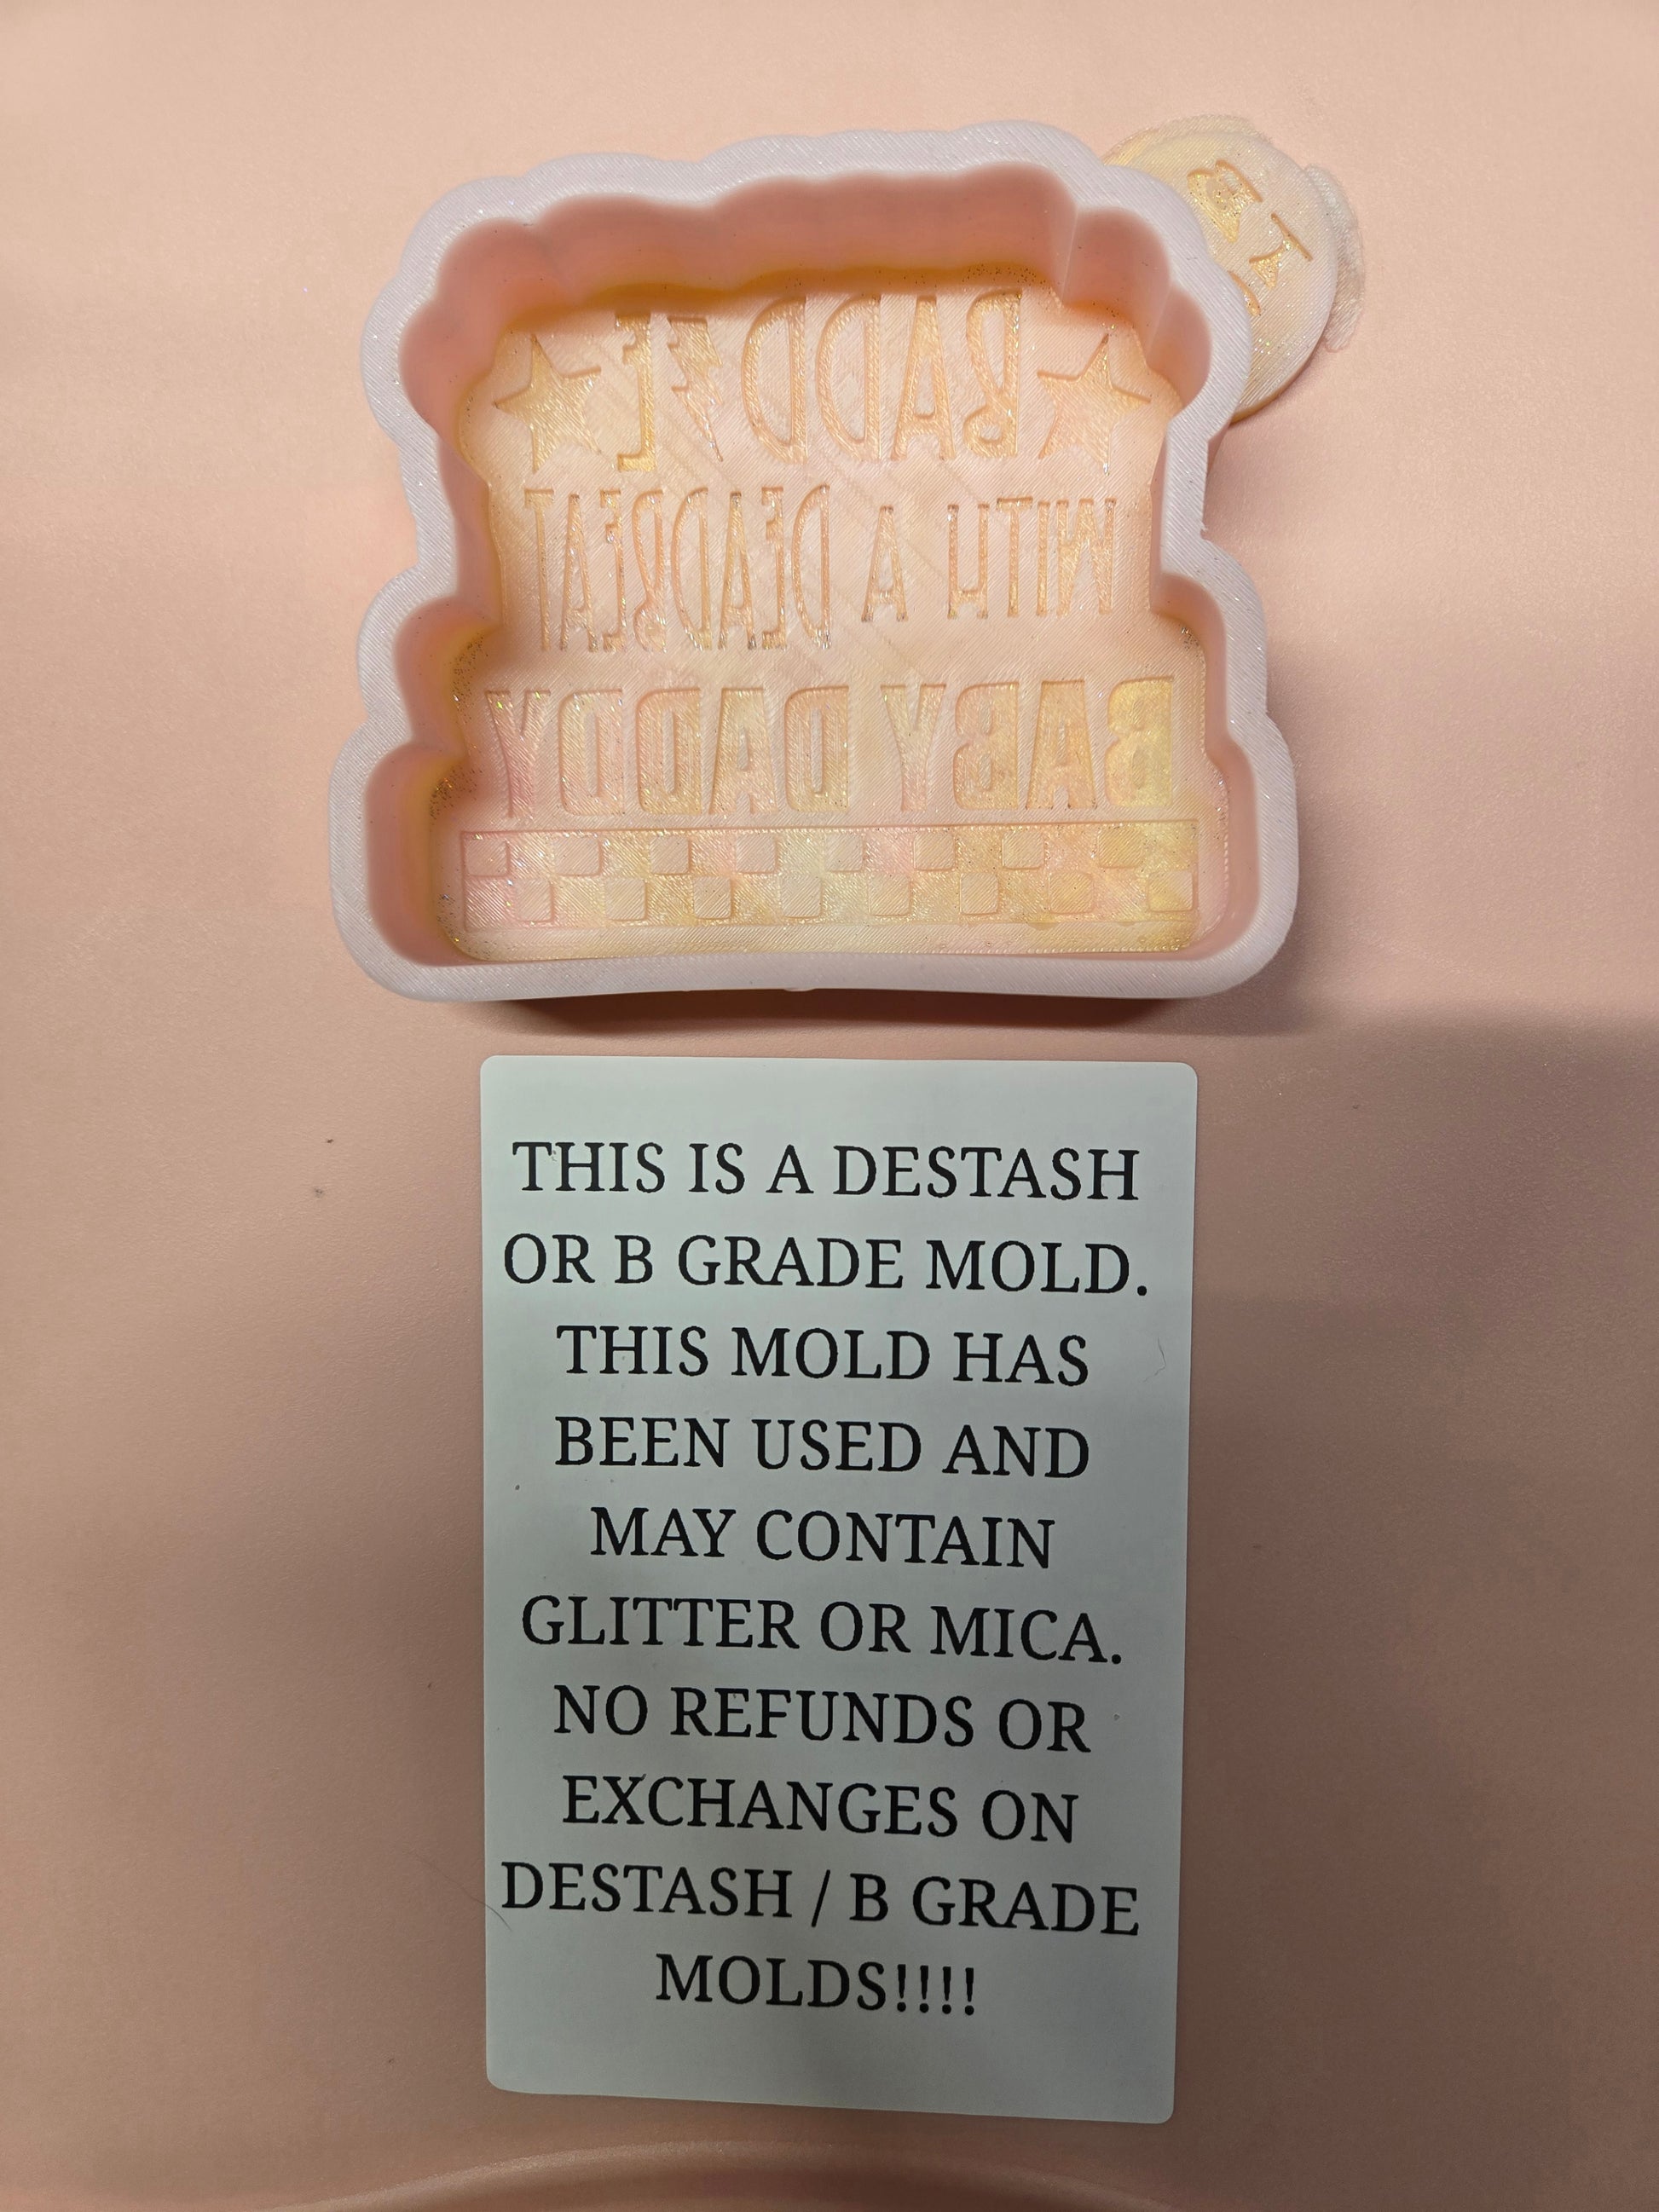 BADD⚡E
WITH A DEADBEAT
BABY DADDY
THIS IS A DESTASH
OR B GRADE MOLD.
THIS MOLD HAS
BEEN USED AND
MAY CONTAIN
GLITTER OR MICA.
NO REFUNDS OR
EXCHANGES ON
DESTASH / B GRADE
MOLDS!!!!